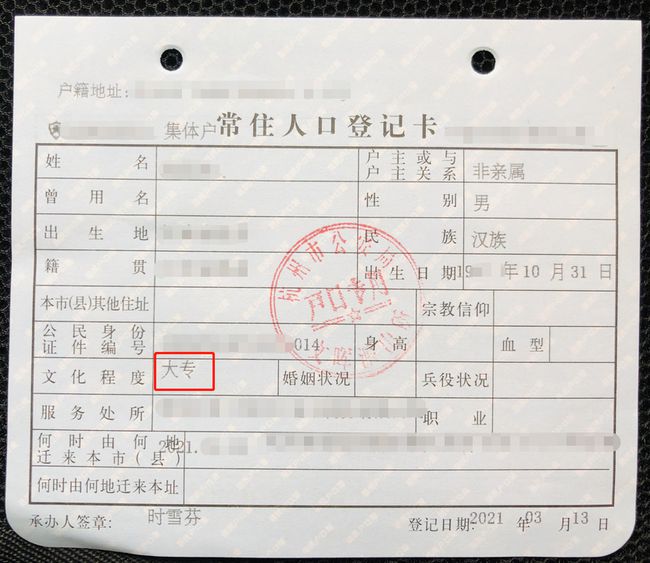 户籍地址:
集体户 常住人口登记卡
姓名 户主或与户主关系 非亲属
曾用名 性别 男
出生地 民族 汉族
籍贯 出生日期 19 年10月31日
本市(县)其他住址 宗教信仰
公民身份证件编号 014 身高 血型
文化程度 大专 婚姻状况 兵役状况
服务处所 职业
何时由何地迁来本市(县) 2021.
何时由何地迁来本址
承办人签章: 时雪芬 登记日期:2021年03月13日
杭州市公安局
户口专用